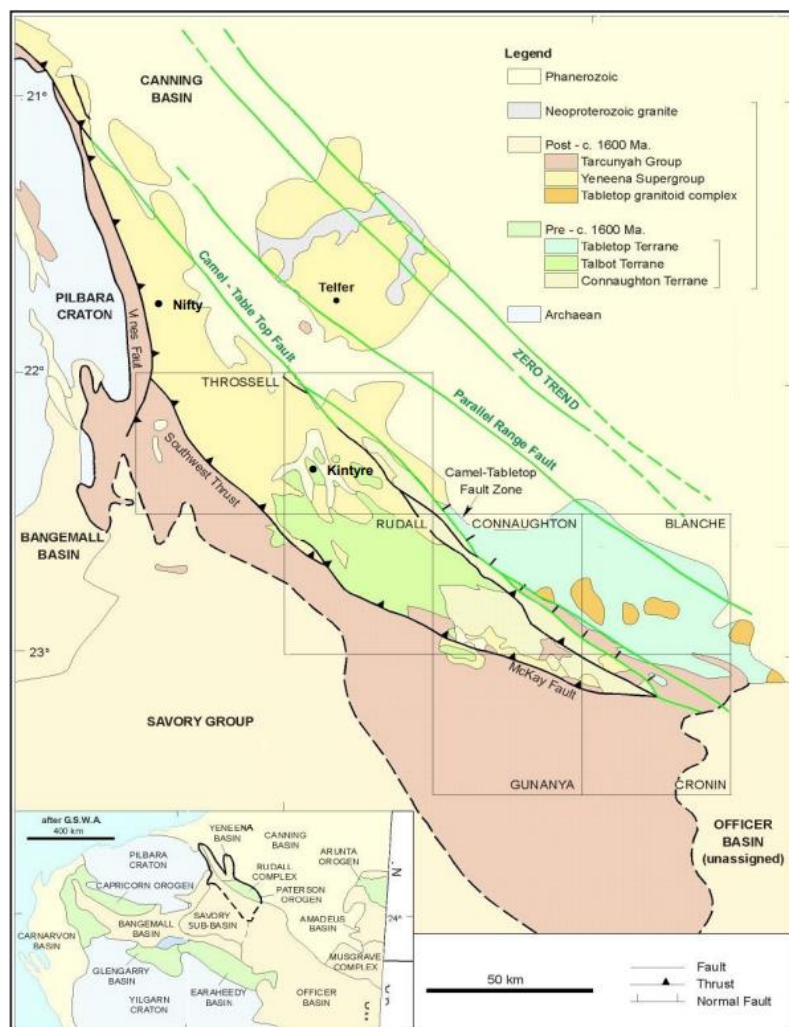 Legend
Phanerozoic
Neoproterozoic granite
Post - c. 1600 Ma.
Tarcunyah Group
Yeneena Supergroup
Tabletop granitoid complex
Pre - c. 1600 Ma.
Tabletop Terrane
Talbot Terrane
Connaughton Terrane
Archaean
CANNING
BASIN
21°
Camel - Table Top Fault
Telfer
PILBARA
CRATON
Nifty
Vines Fault
ZERO TREND
22°
THROSSELL
Parallel Range Fault
Southwest Thrust
Kintyre
Camel-Tabletop
Fault Zone
BANGEMALL
BASIN
RUDALL
CONNAUGHTON
BLANCHE
23°
McKay Fault
SAVORY GROUP
GUNANYA
CRONIN
OFFICER
BASIN
(unassigned)
after G.S.W.A.
400 km
YENEENA
BASIN
CANNING
BASIN
PILBARA
CRATON
RUDALL
COMPLEX
ARUNTA
OROGEN
CAPRICORN OROGEN
PATERSON
OROGEN
BANGEMALL
BASIN
SAVORY
SUB-BASIN
AMADEUS
BASIN
CARNARVON
BASIN
MUSGRAVE
COMPLEX
GLENGARRY
BASIN
YILGARN
CRATON
EARAHEEDY
BASIN
OFFICER
BASIN
24°
50 km
Fault
Thrust
Normal Fault